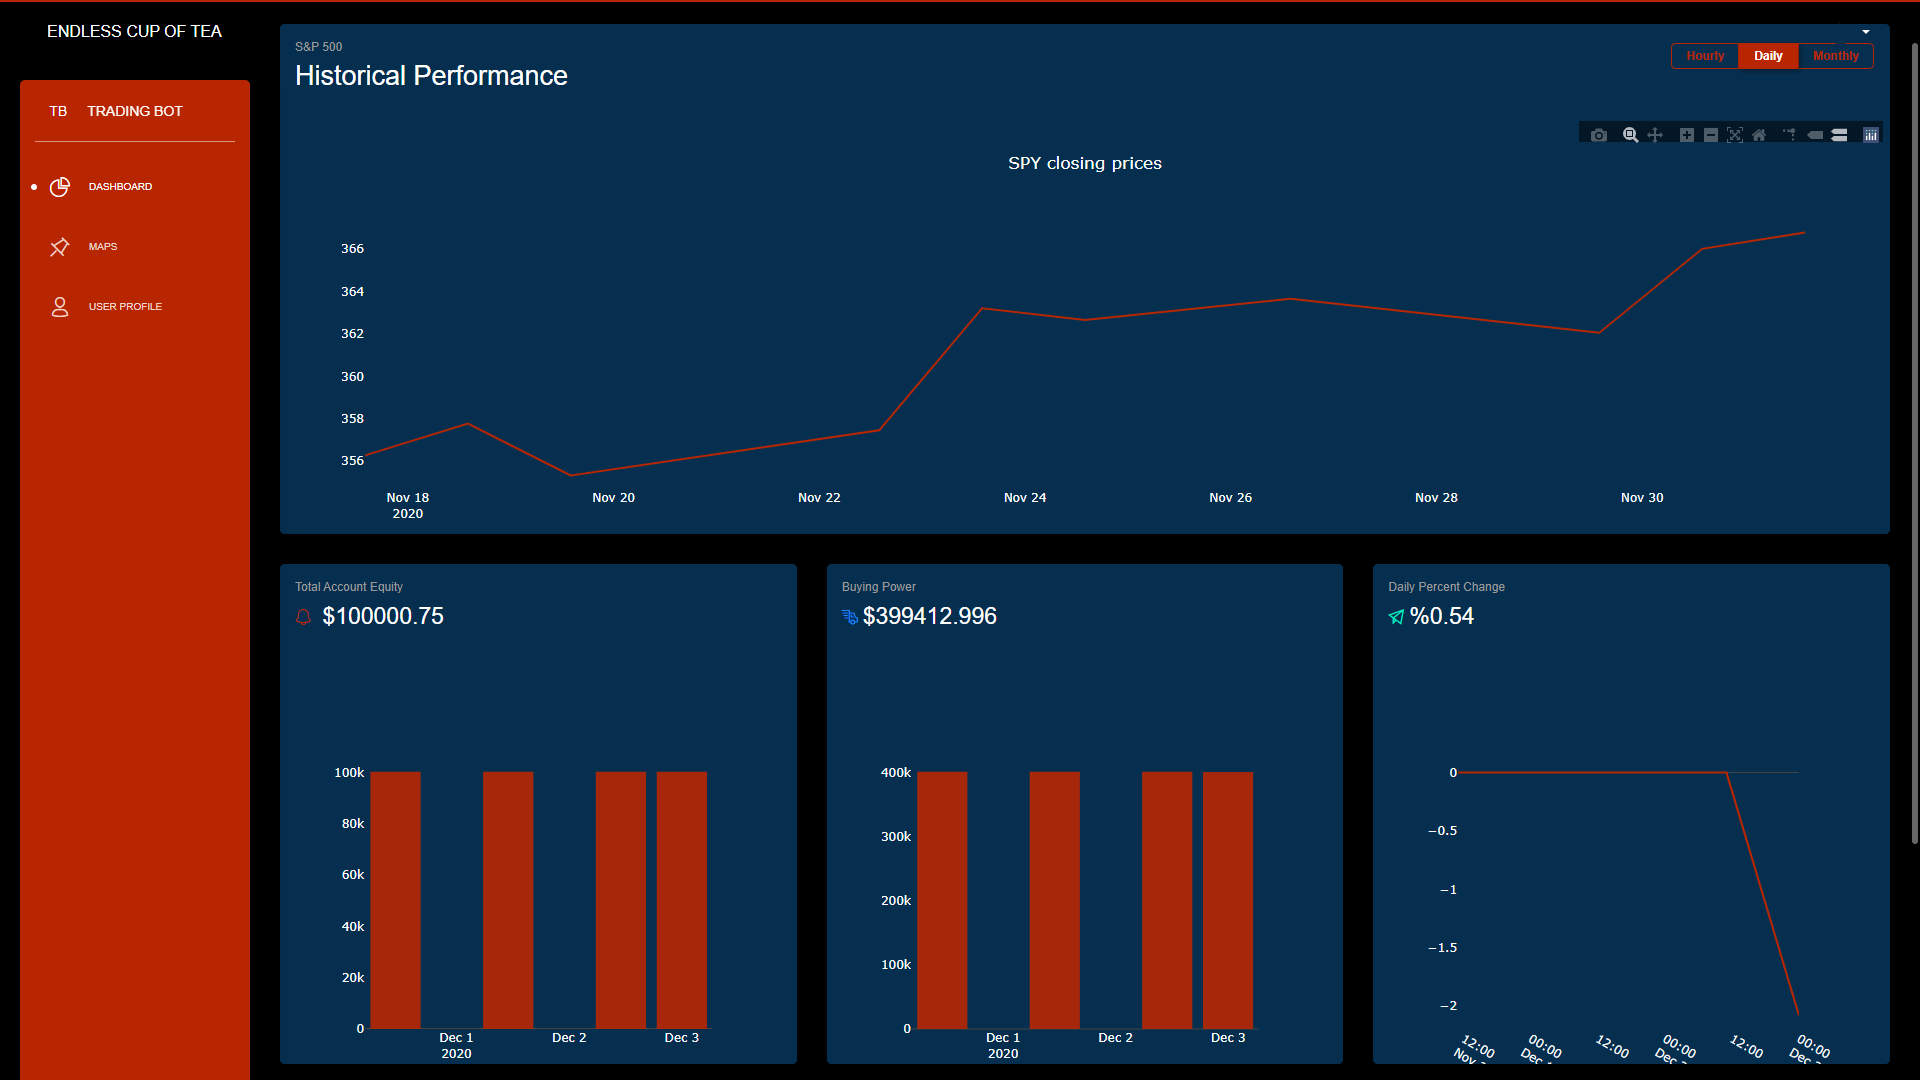 ENDLESS CUP OF TEA
TB TRADING BOT
DASHBOARD
MAPS
USER PROFILE
S&P 500
Historical Performance
Hourly Daily Monthly
SPY closing prices
366
364
362
360
358
356
Nov 18 Nov 20 Nov 22 Nov 24 Nov 26 Nov 28 Nov 30
2020
Total Account Equity
$100000.75
100k
80k
60k
40k
20k
0
Dec 1 Dec 2 Dec 3
2020
Buying Power
$399412.996
400k
300k
200k
100k
0
Dec 1 Dec 2 Dec 3
2020
Daily Percent Change
%0.54
0
−0.5
−1
−1.5
−2
12:00 00:00 12:00 00:00 12:00 00:00
Nov Dec Dec Dec